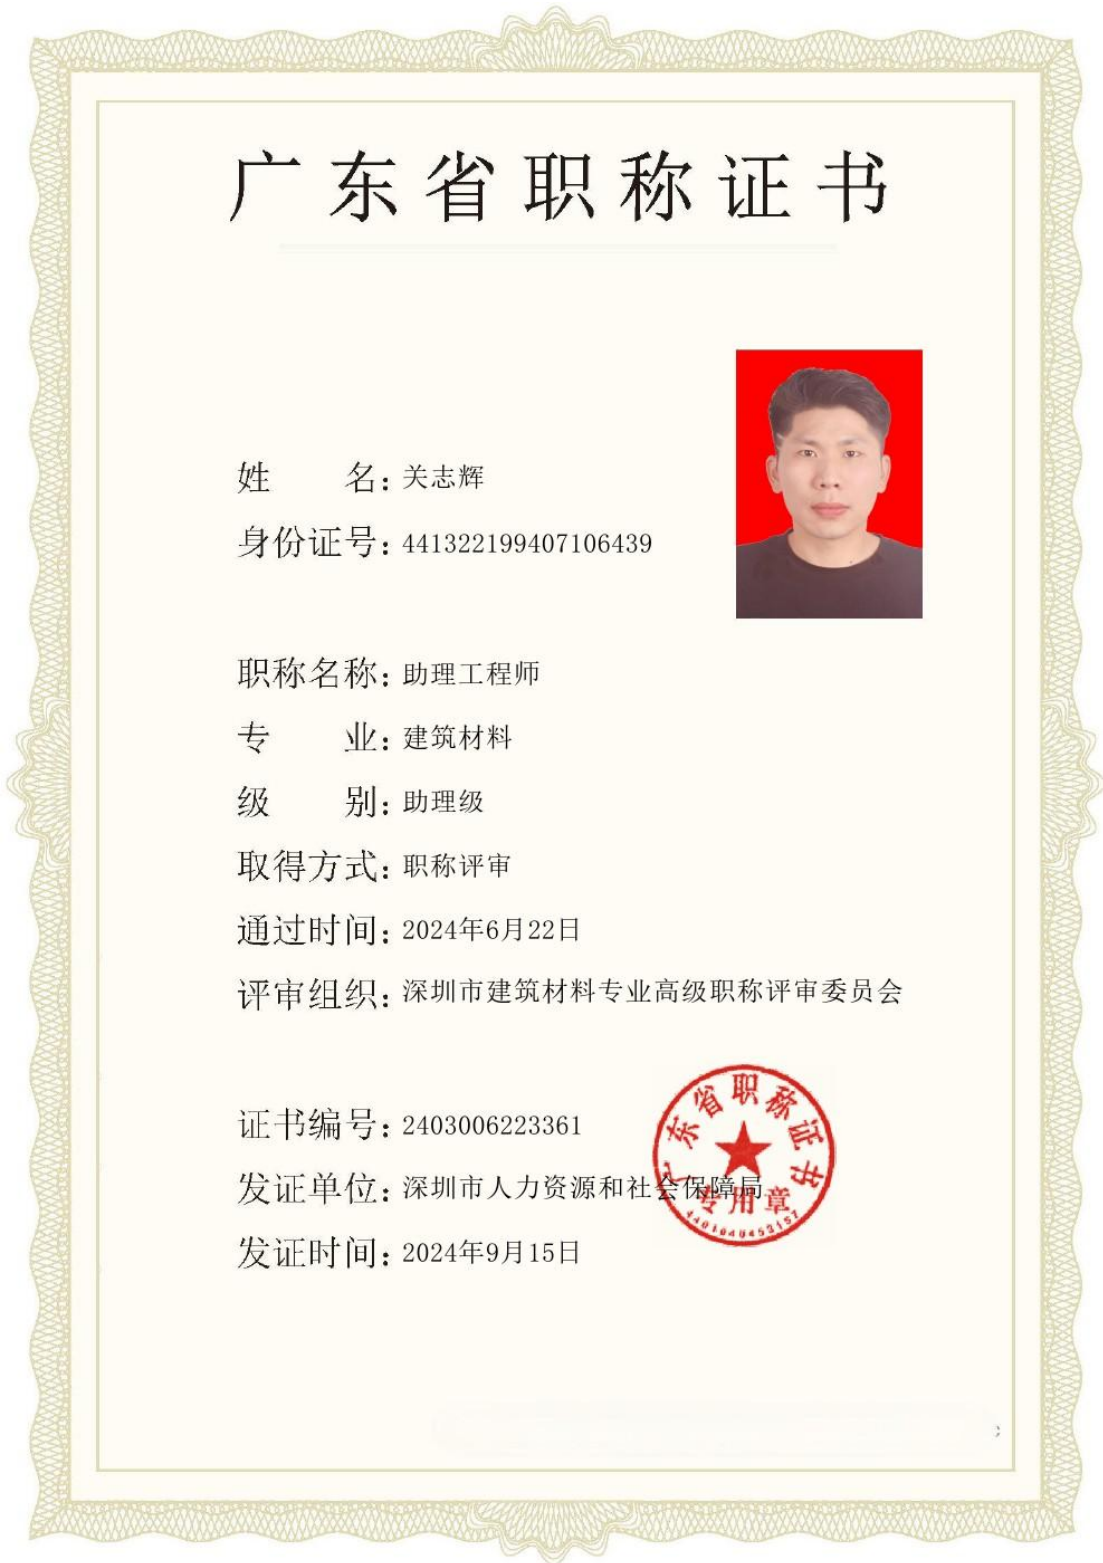 广东省职称证书
姓 名：关志辉
身份证号：441322199407106439
职称名称：助理工程师
专 业：建筑材料
级 别：助理级
取得方式：职称评审
通过时间：2024年6月22日
评审组织：深圳市建筑材料专业高级职称评审委员会
证书编号：2403006223361
发证单位：深圳市人力资源和社会保障局
发证时间：2024年9月15日
广东省职称证书
专用章